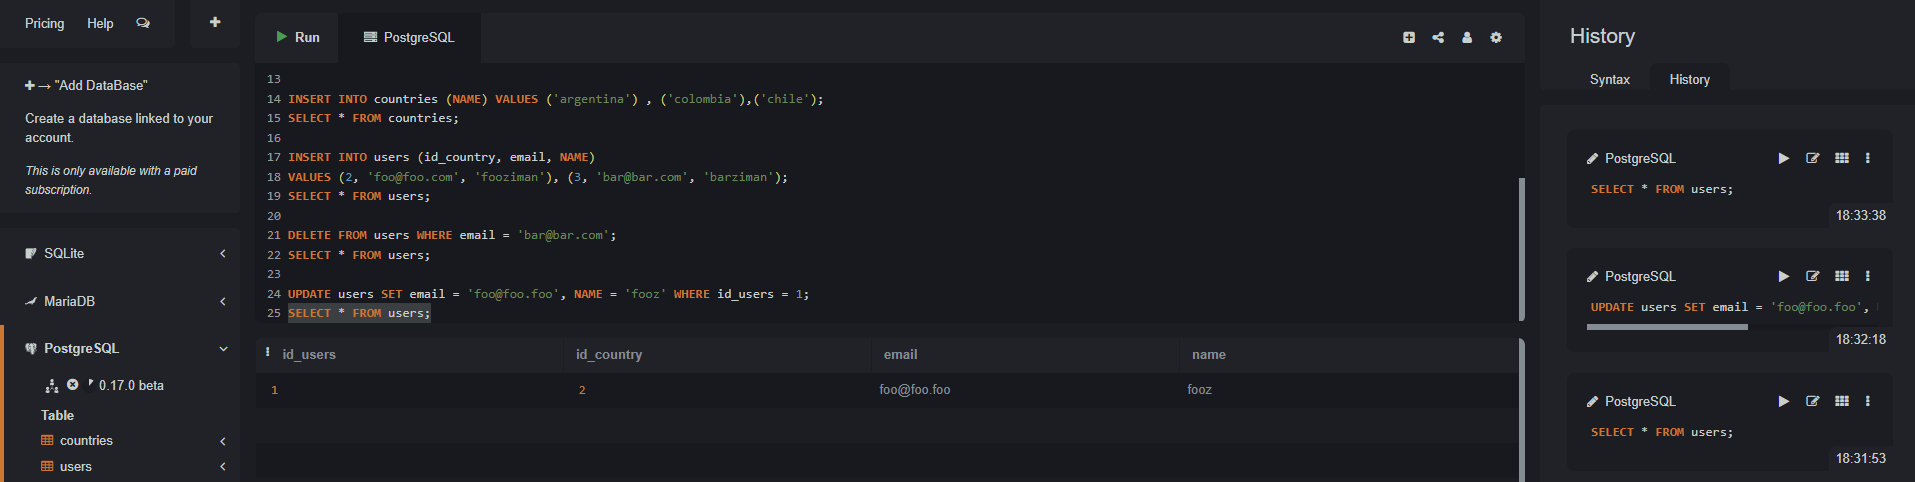 Pricing Help
"Add DataBase"
Create a database linked to your
account.
This is only available with a paid
subscription.
SQLite
MariaDB
PostgreSQL
0.17.0 beta
Table
countries
users
Run PostgreSQL
13
14 INSERT INTO countries (NAME) VALUES ('argentina') , ('colombia'),('chile');
15 SELECT * FROM countries;
16
17 INSERT INTO users (id_country, email, NAME)
18 VALUES (2, 'foo@foo.com', 'fooziman'), (3, 'bar@bar.com', 'barziman');
19 SELECT * FROM users;
20
21 DELETE FROM users WHERE email = 'bar@bar.com';
22 SELECT * FROM users;
23
24 UPDATE users SET email = 'foo@foo.foo', NAME = 'fooz' WHERE id_users = 1;
25 SELECT * FROM users;
id_users id_country email name
1 2 foo@foo.foo fooz
History
Syntax History
PostgreSQL
SELECT * FROM users;
18:33:38
PostgreSQL
UPDATE users SET email = 'foo@foo.foo',
18:32:18
PostgreSQL
SELECT * FROM users;
18:31:53